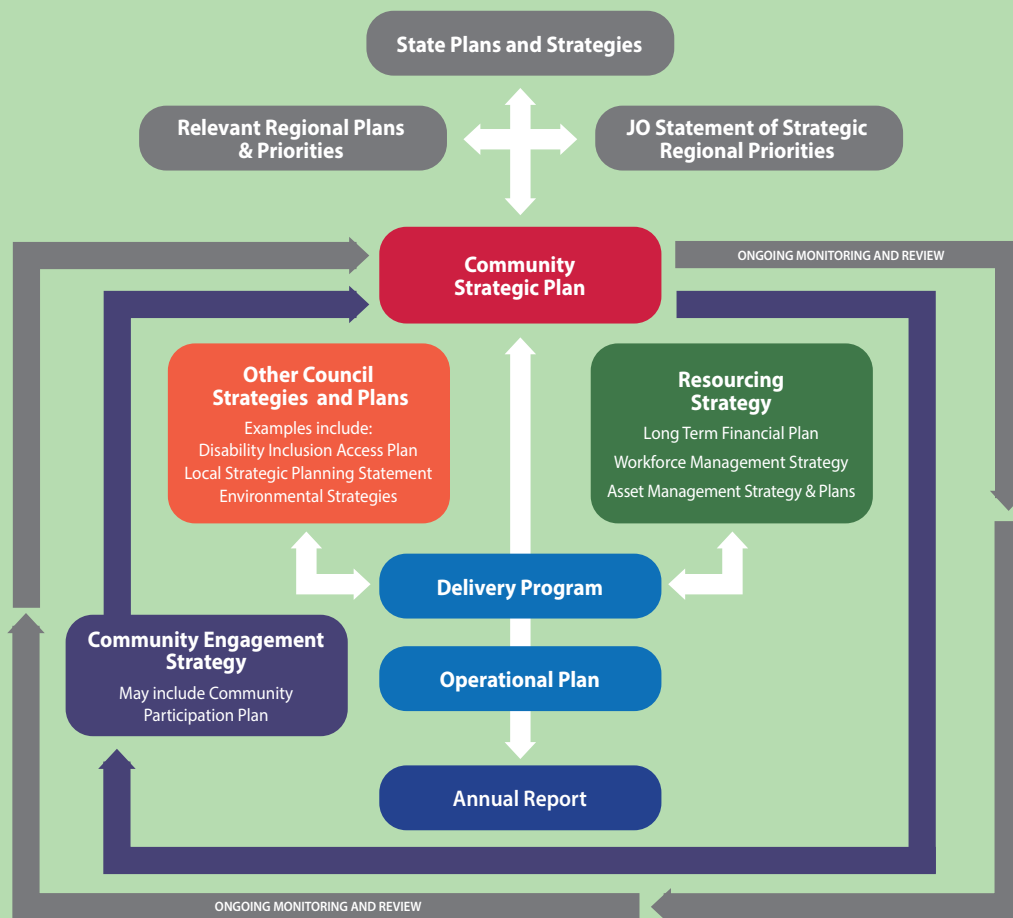 State Plans and Strategies
Relevant Regional Plans
& Priorities
JO Statement of Strategic
Regional Priorities
Community
Strategic Plan
ONGOING MONITORING AND REVIEW
Other Council
Strategies and Plans
Examples include:
Disability Inclusion Access Plan
Local Strategic Planning Statement
Environmental Strategies
Resourcing
Strategy
Long Term Financial Plan
Workforce Management Strategy
Asset Management Strategy & Plans
Delivery Program
Community Engagement
Strategy
May include Community
Participation Plan
Operational Plan
Annual Report
ONGOING MONITORING AND REVIEW